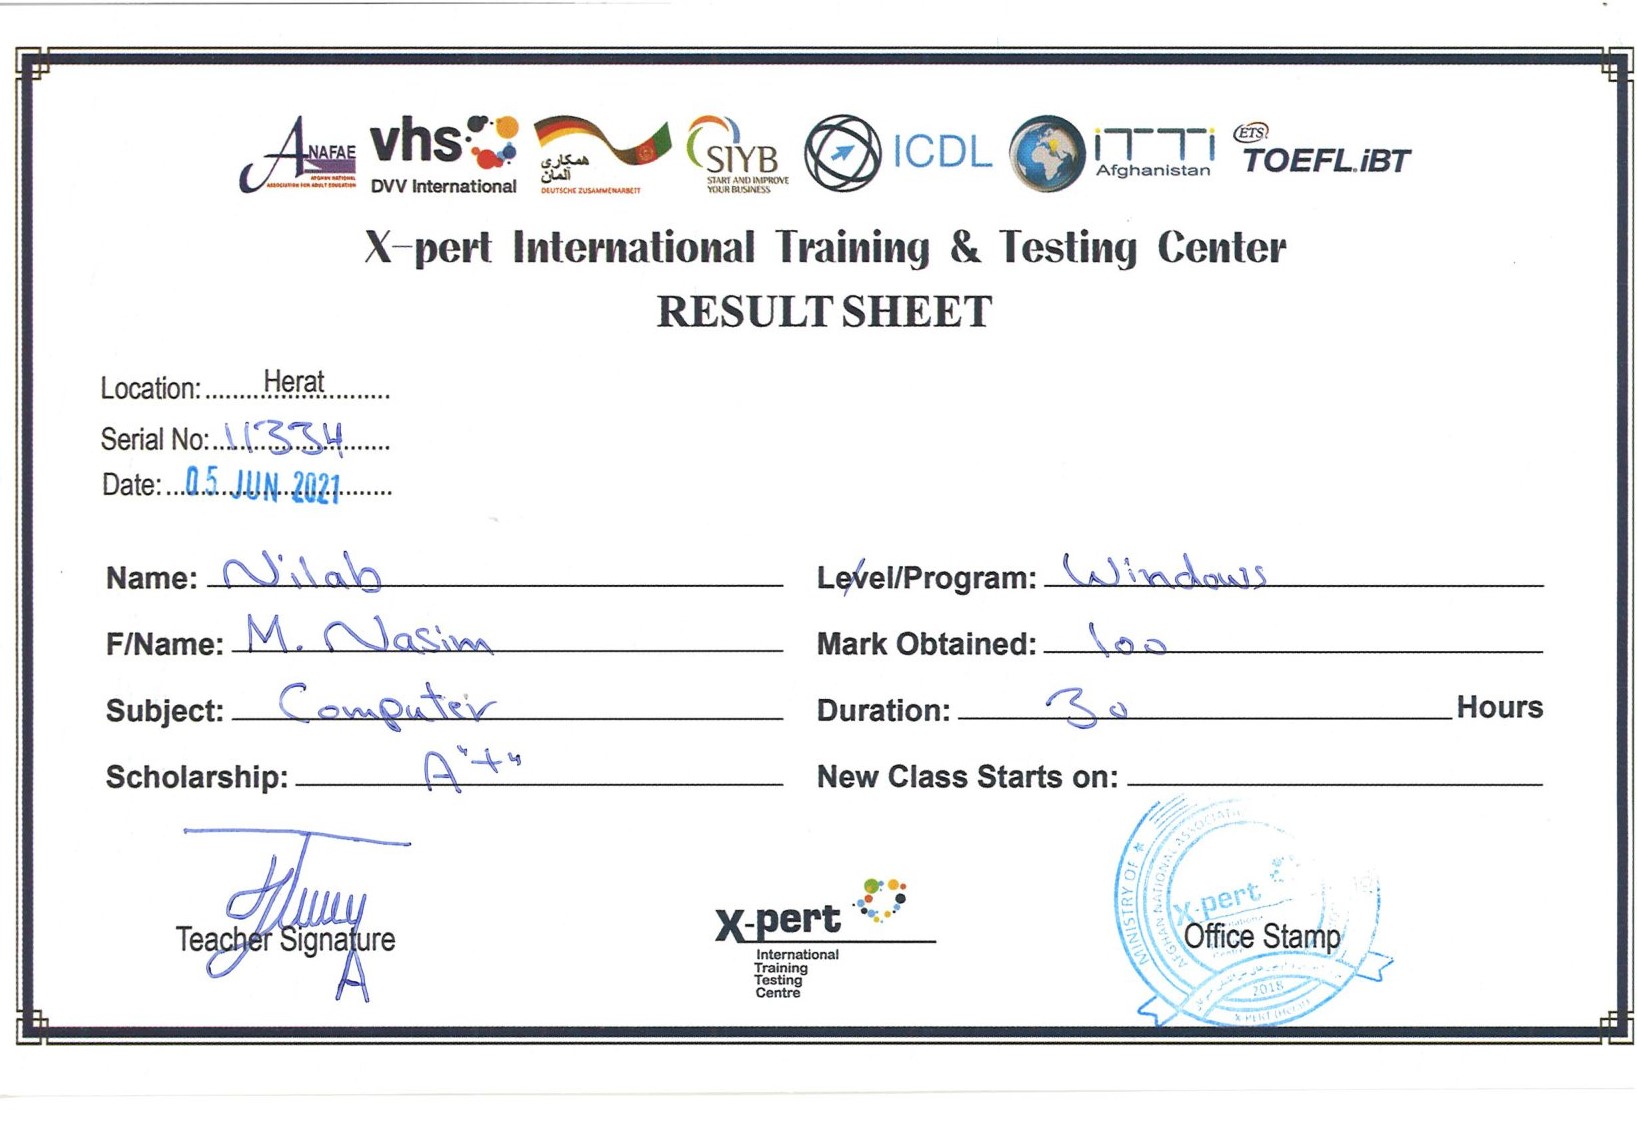 ANAFAE
AFGHAN NATIONAL
ASSOCIATION FOR ADULT EDUCATION
vhs
DVV International
همکاری
آلمان
DEUTSCHE ZUSAMMENARBEIT
SIYB
START AND IMPROVE
YOUR BUSINESS
ICDL
iTTi
Afghanistan
ETS
TOEFL.iBT
X-pert International Training & Testing Center
RESULT SHEET
Location: Herat
Serial No: 11334
Date: 05 JUN 2021
Name: Nilab
Level/Program: Windows
F/Name: M. Nasim
Mark Obtained: 100
Subject: Computer
Duration: 30 Hours
Scholarship: A"+"
New Class Starts on:
Teacher Signature
A
X-pert
International
Training
Testing
Centre
MINISTRY OF
AFGHAN NATIONAL ASSOCIATI
X-pert
Office Stamp
2018
X-PERT (Herat)